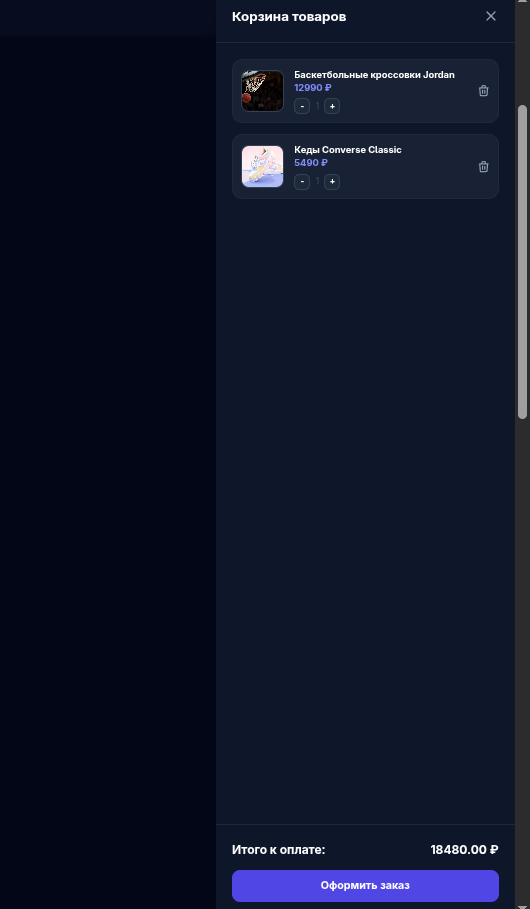 Корзина товаров
Баскетбольные кроссовки Jordan
12990 ₽
- 1 +
Кеды Converse Classic
5490 ₽
- 1 +
Итого к оплате: 18480.00 ₽
Оформить заказ